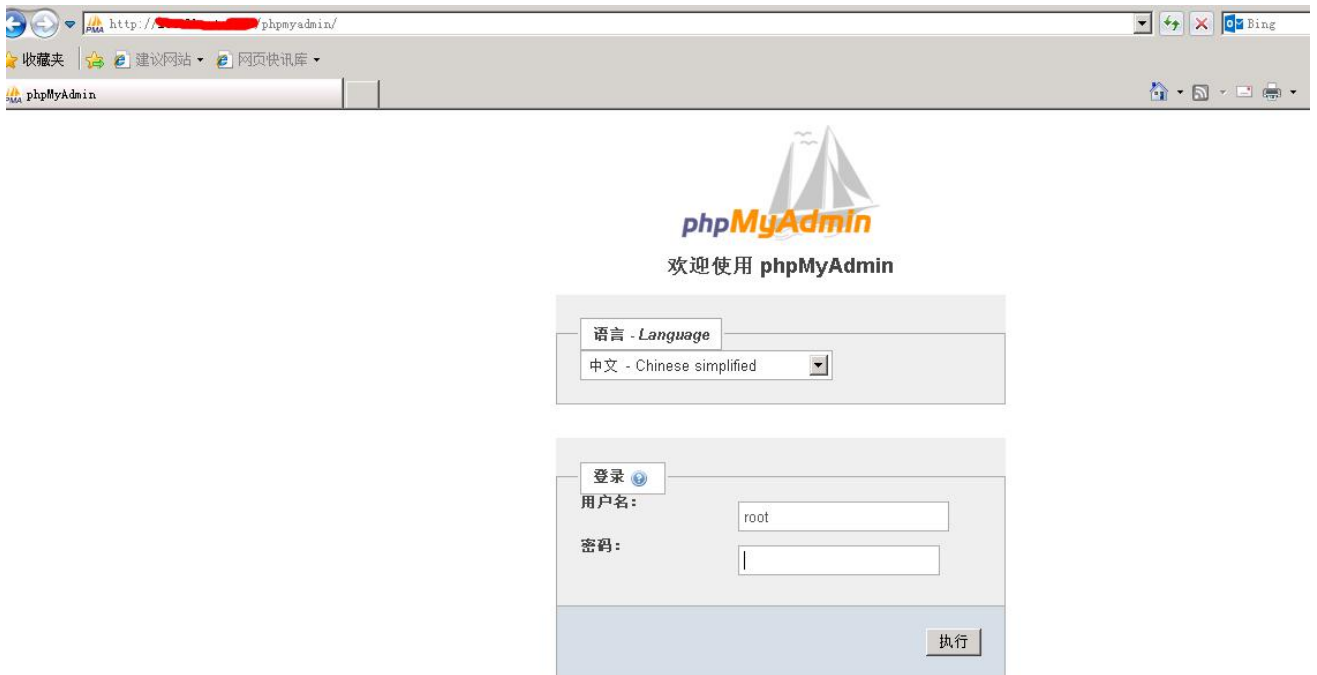 http:// /phpmyadmin/
Bing
收藏夹 建议网站 网页快讯库
phpMyAdmin
phpMyAdmin
欢迎使用 phpMyAdmin
语言 - Language
中文 - Chinese simplified
登录
用户名:
root
密码:
执行